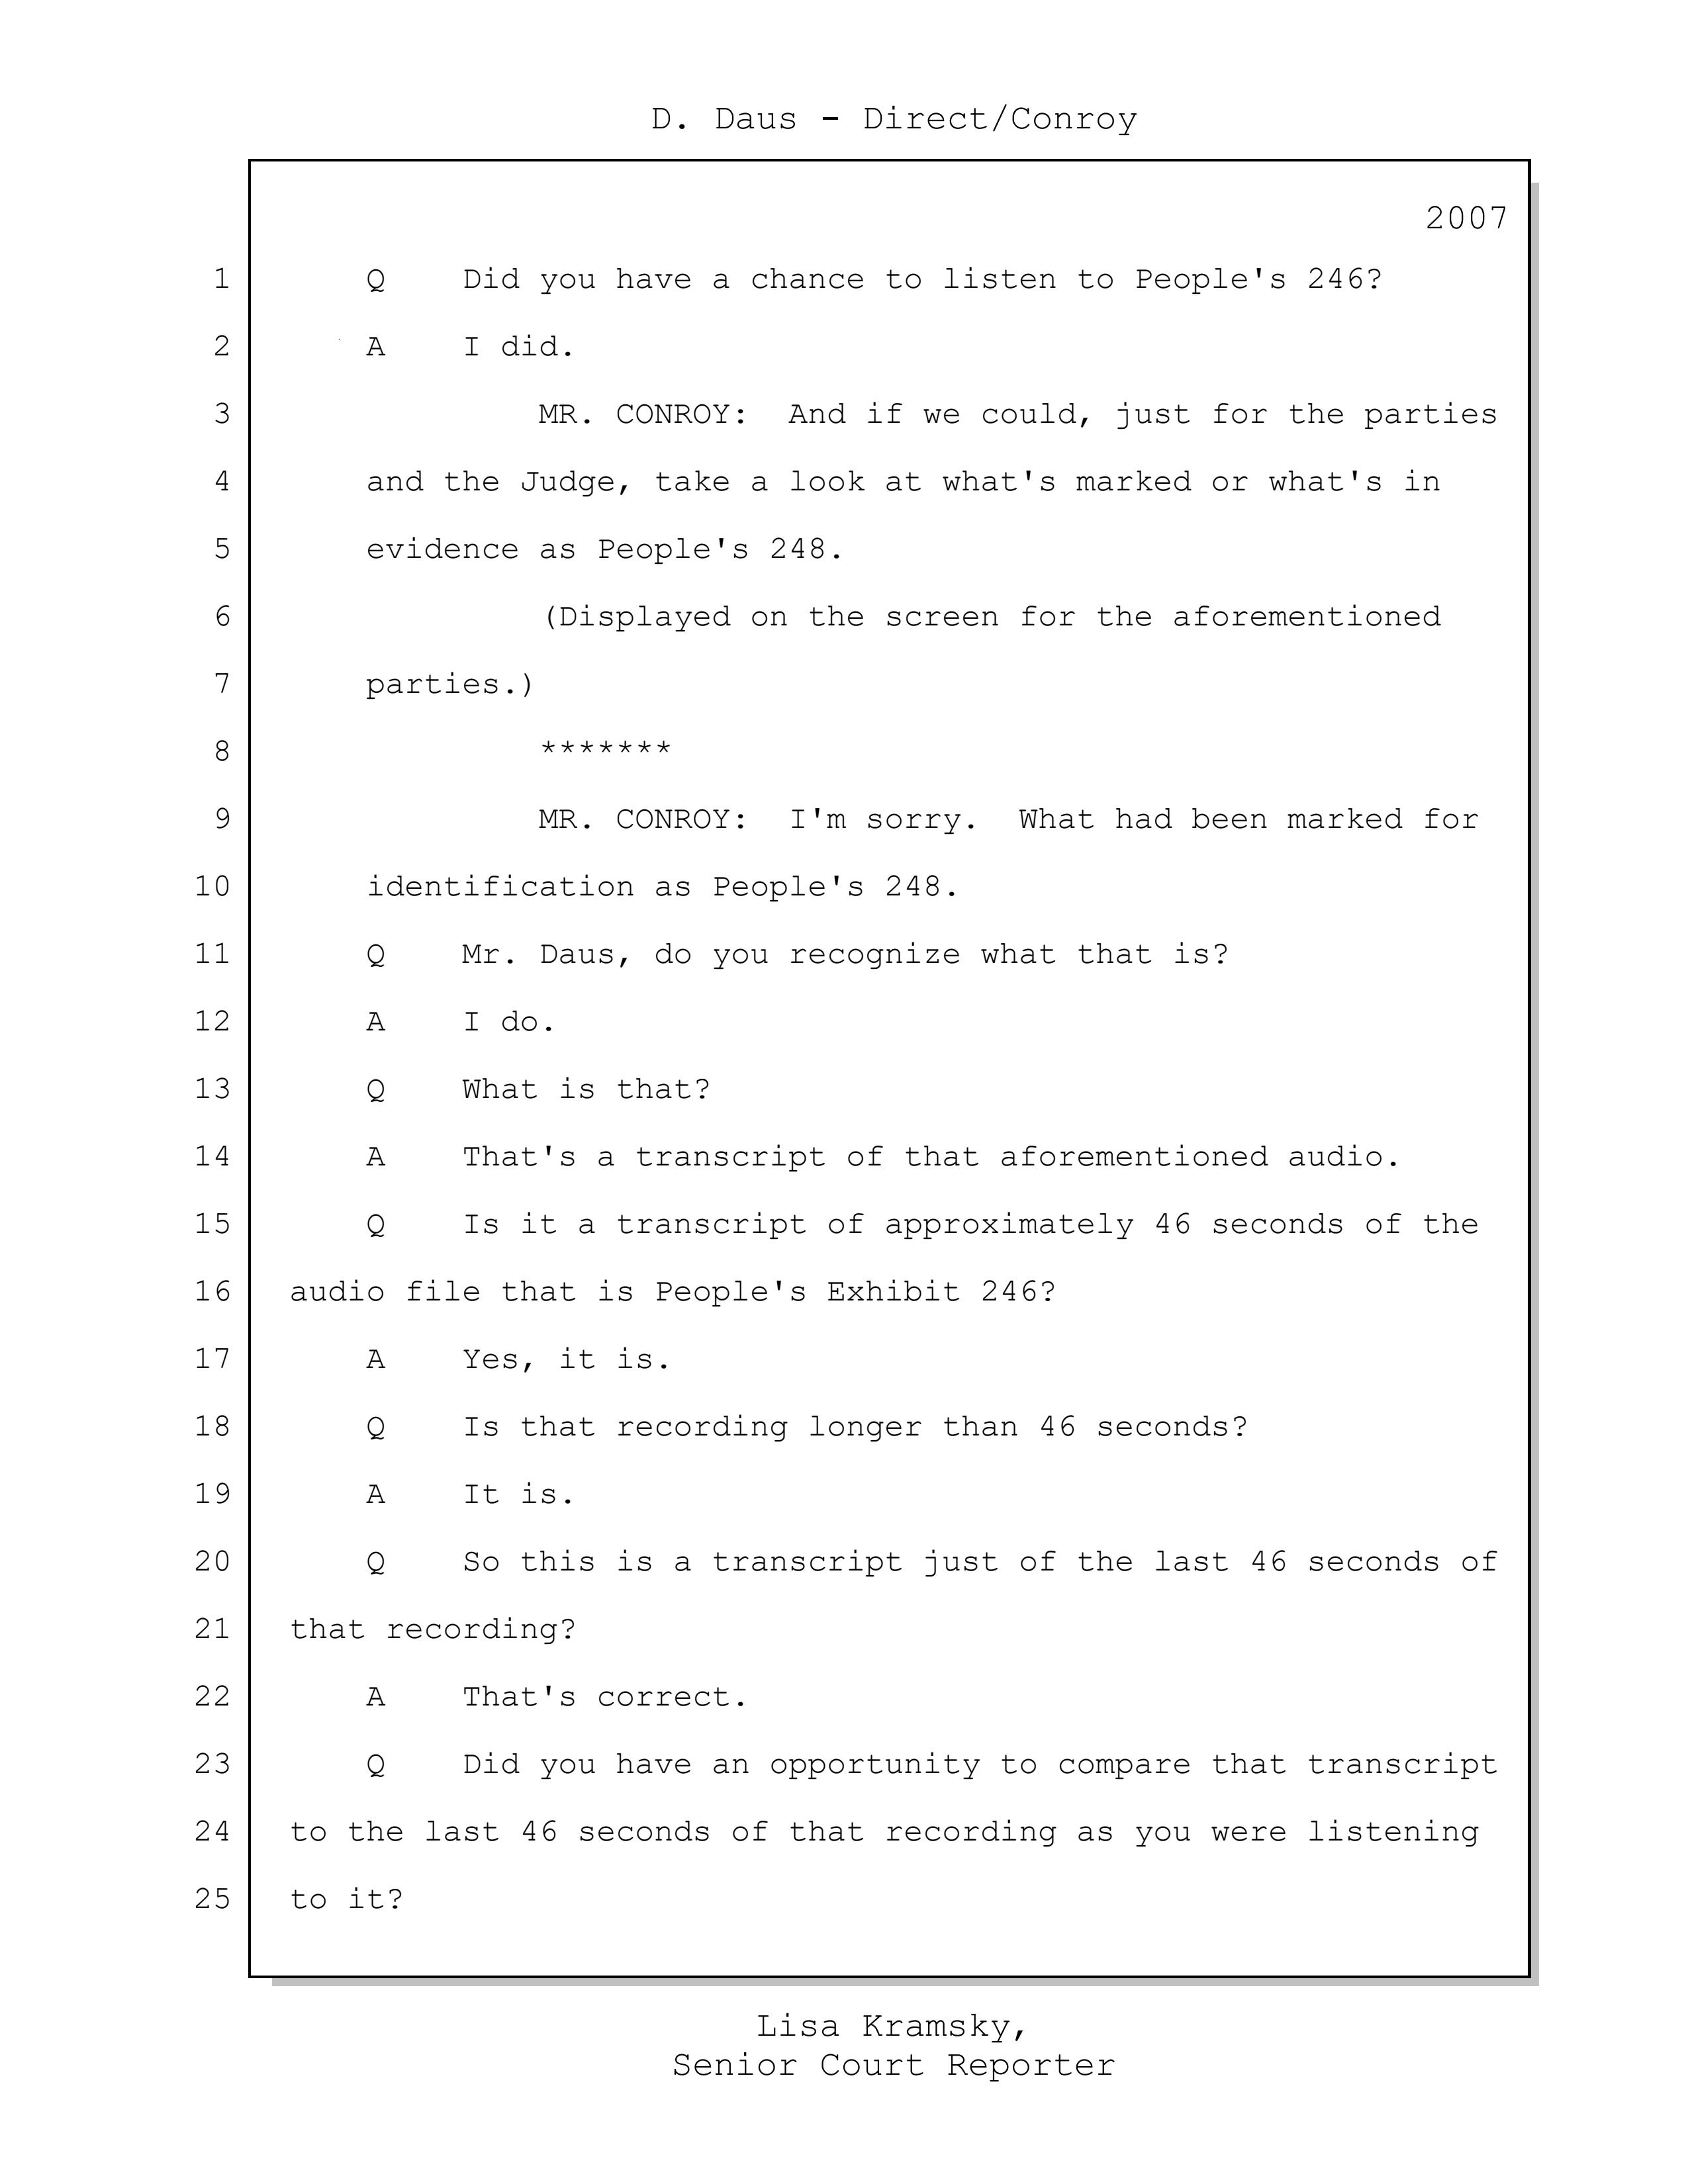 D. Daus - Direct/Conroy
2007
1 Q Did you have a chance to listen to People's 246?
2 A I did.
3 MR. CONROY: And if we could, just for the parties
4 and the Judge, take a look at what's marked or what's in
5 evidence as People's 248.
6 (Displayed on the screen for the aforementioned
7 parties.)
8 *******
9 MR. CONROY: I'm sorry. What had been marked for
10 identification as People's 248.
11 Q Mr. Daus, do you recognize what that is?
12 A I do.
13 Q What is that?
14 A That's a transcript of that aforementioned audio.
15 Q Is it a transcript of approximately 46 seconds of the
16 audio file that is People's Exhibit 246?
17 A Yes, it is.
18 Q Is that recording longer than 46 seconds?
19 A It is.
20 Q So this is a transcript just of the last 46 seconds of
21 that recording?
22 A That's correct.
23 Q Did you have an opportunity to compare that transcript
24 to the last 46 seconds of that recording as you were listening
25 to it?
Lisa Kramsky,
Senior Court Reporter